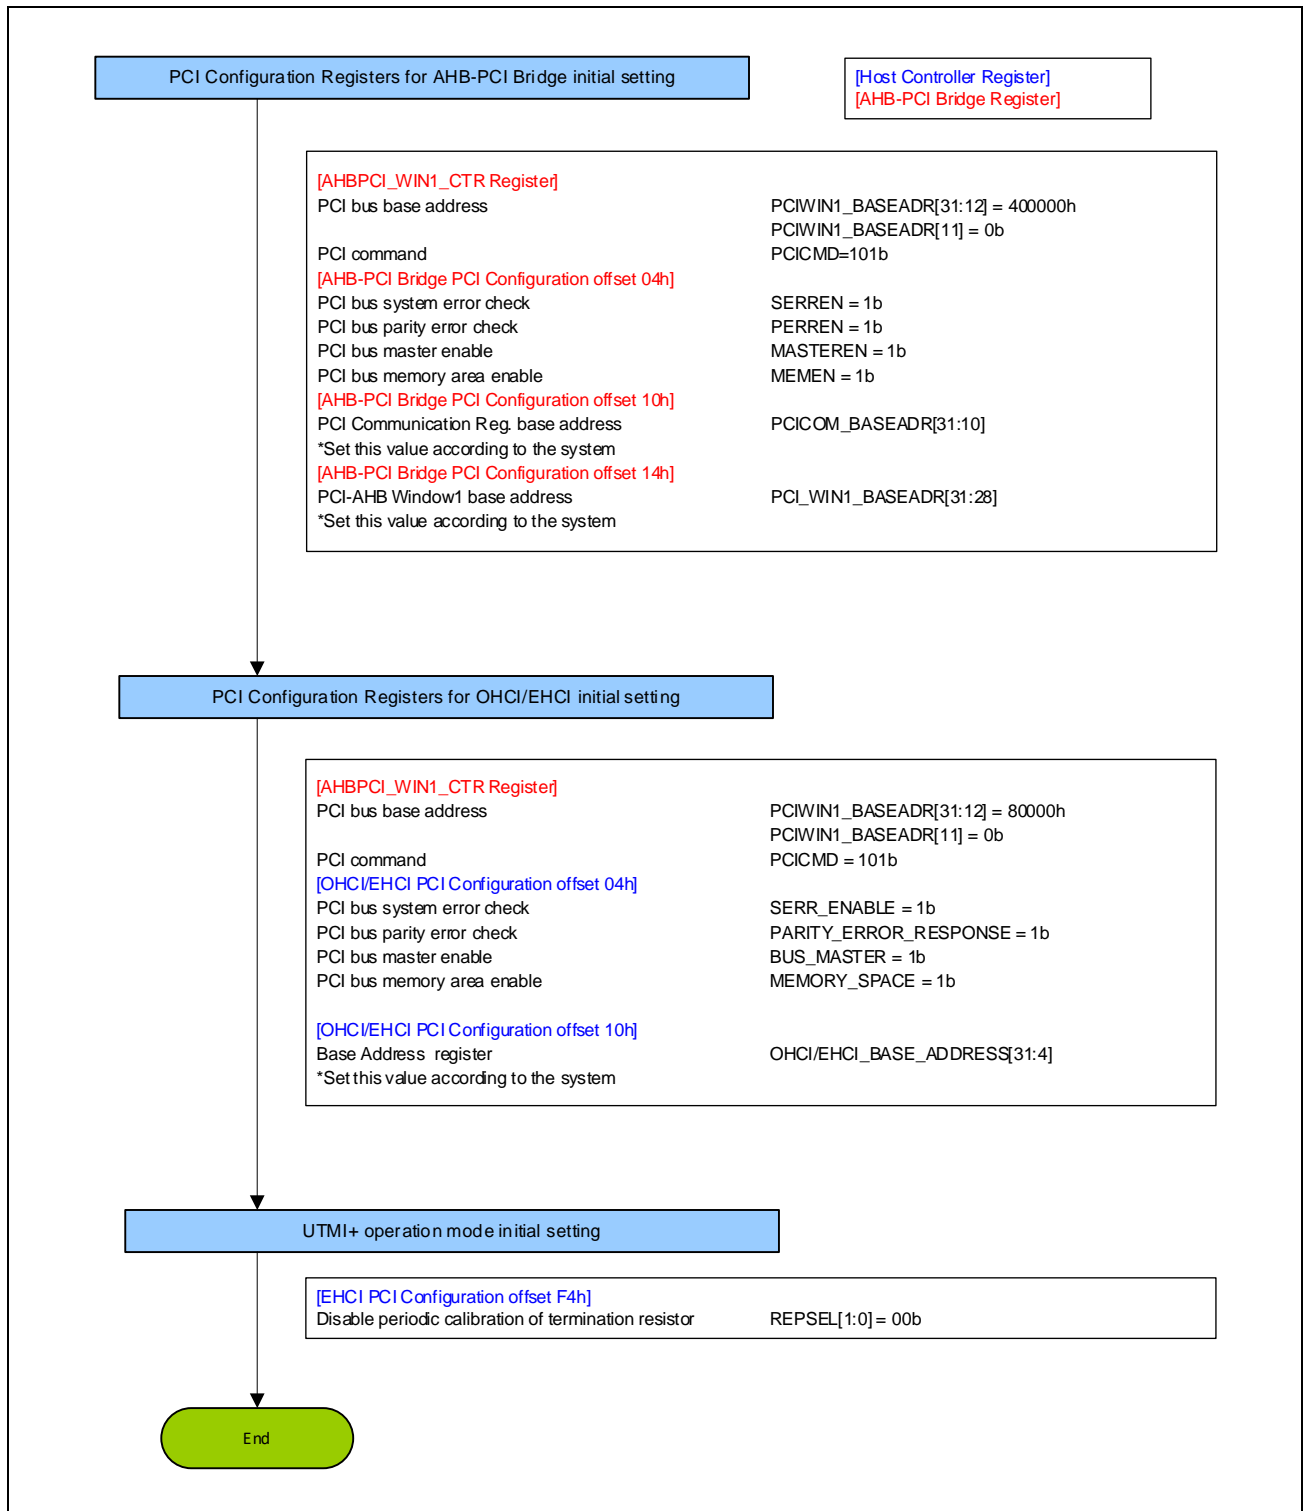 PCI Configuration Registers for AHB-PCI Bridge initial setting
[Host Controller Register]
[AHB-PCI Bridge Register]
[AHBPCI_WIN1_CTR Register]
PCI bus base address PCIWIN1_BASEADR[31:12] = 400000h
PCIWIN1_BASEADR[11] = 0b
PCI command PCICMD=101b
[AHB-PCI Bridge PCI Configuration offset 04h]
PCI bus system error check SERREN = 1b
PCI bus parity error check PERREN = 1b
PCI bus master enable MASTEREN = 1b
PCI bus memory area enable MEMEN = 1b
[AHB-PCI Bridge PCI Configuration offset 10h]
PCI Communication Reg. base address PCICOM_BASEADR[31:10]
*Set this value according to the system
[AHB-PCI Bridge PCI Configuration offset 14h]
PCI-AHB Window1 base address PCI_WIN1_BASEADR[31:28]
*Set this value according to the system
PCI Configuration Registers for OHCI/EHCI initial setting
[AHBPCI_WIN1_CTR Register]
PCI bus base address PCIWIN1_BASEADR[31:12] = 80000h
PCIWIN1_BASEADR[11] = 0b
PCI command PCICMD = 101b
[OHCI/EHCI PCI Configuration offset 04h]
PCI bus system error check SERR_ENABLE = 1b
PCI bus parity error check PARITY_ERROR_RESPONSE = 1b
PCI bus master enable BUS_MASTER = 1b
PCI bus memory area enable MEMORY_SPACE = 1b
[OHCI/EHCI PCI Configuration offset 10h]
Base Address register OHCI/EHCI_BASE_ADDRESS[31:4]
*Set this value according to the system
UTMI+ operation mode initial setting
[EHCI PCI Configuration offset F4h]
Disable periodic calibration of termination resistor REPSEL[1:0] = 00b
End